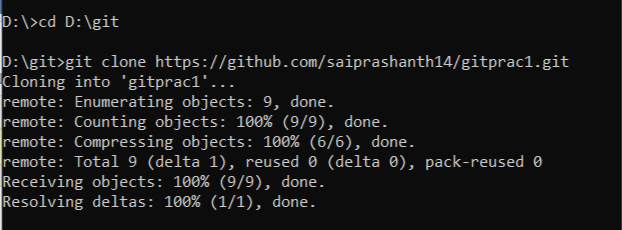 D:\>cd D:\git
D:\git>git clone https://github.com/saiprashanth14/gitprac1.git
Cloning into 'gitprac1'...
remote: Enumerating objects: 9, done.
remote: Counting objects: 100% (9/9), done.
remote: Compressing objects: 100% (6/6), done.
remote: Total 9 (delta 1), reused 0 (delta 0), pack-reused 0
Receiving objects: 100% (9/9), done.
Resolving deltas: 100% (1/1), done.